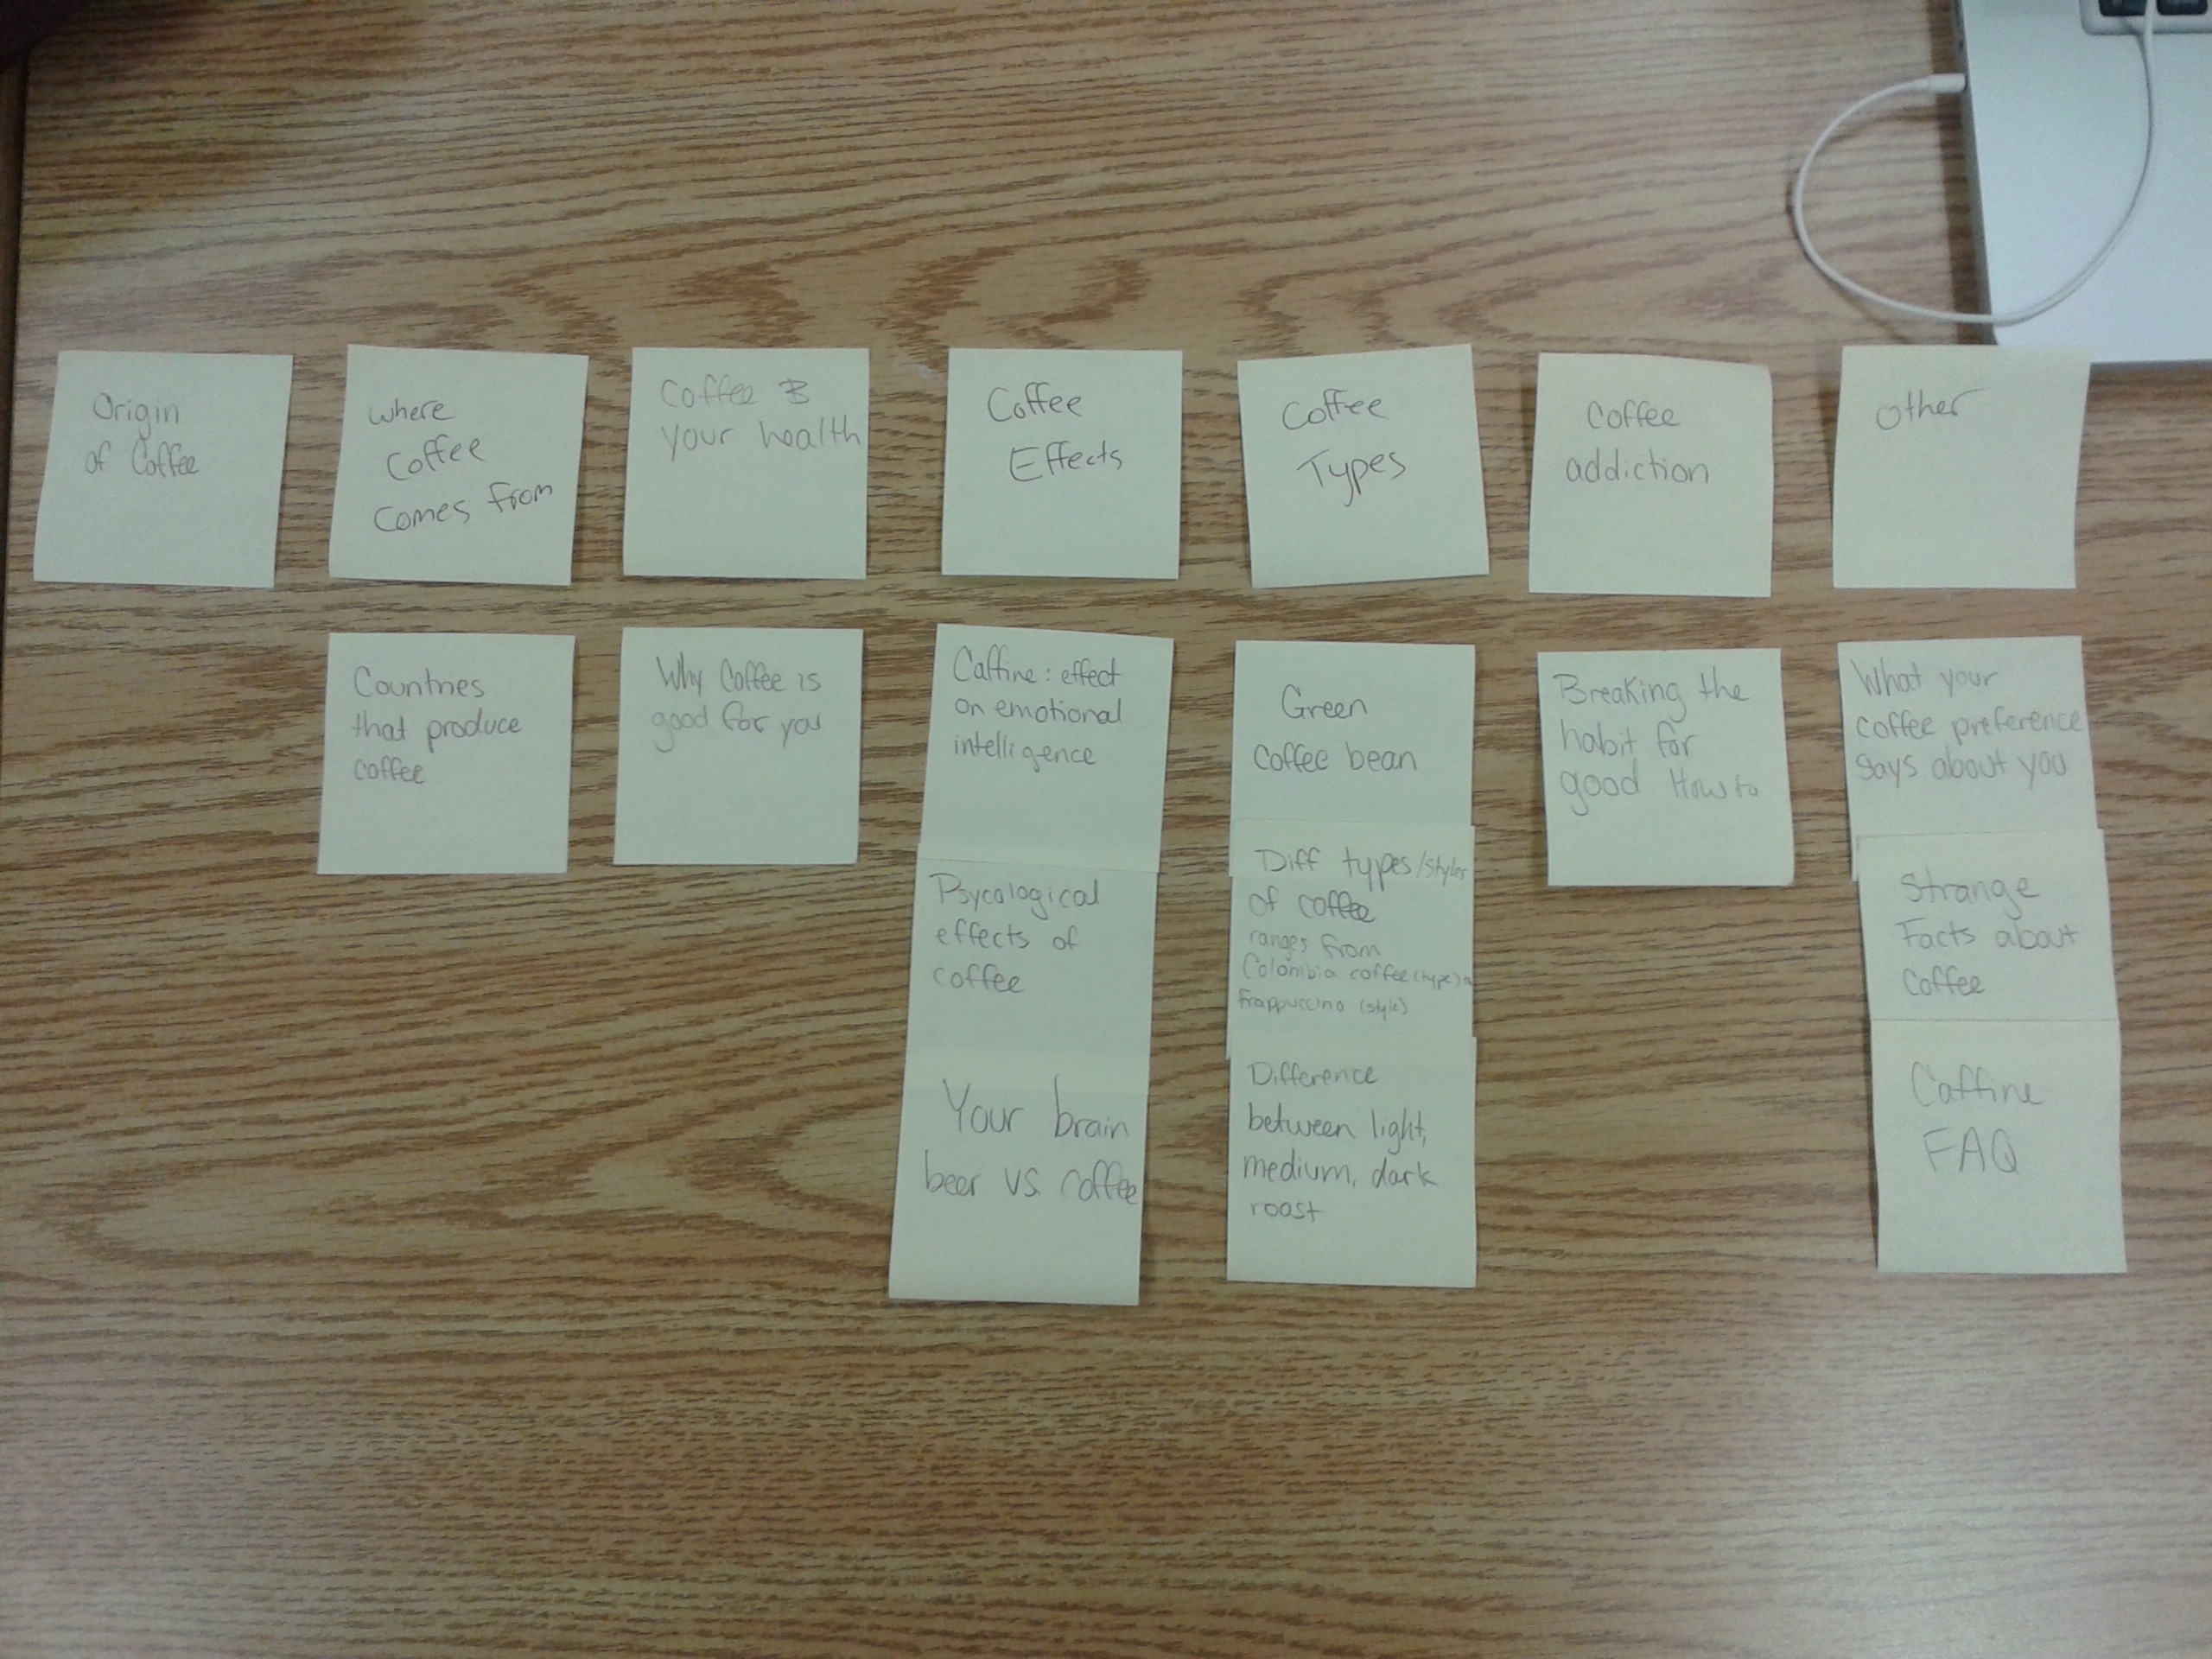 Origin
of Coffee
where
Coffee
comes from
Coffee &
your health
Coffee
Effects
Coffee
Types
Coffee
addiction
other
Countries
that produce
coffee
Why Coffee is
good for you
Caffine: effect
on emotional
intelligence
Psycological
effects of
coffee
Your brain
beer vs. coffee
Green
coffee bean
Diff types/styles
of coffee
ranges from
Colombia coffee (type)
frappuccino (style)
Difference
between light,
medium, dark
roast
Breaking the
habit for
good How to
What your
coffee preference
says about you
Strange
Facts about
Coffee
Caffine
FAQ